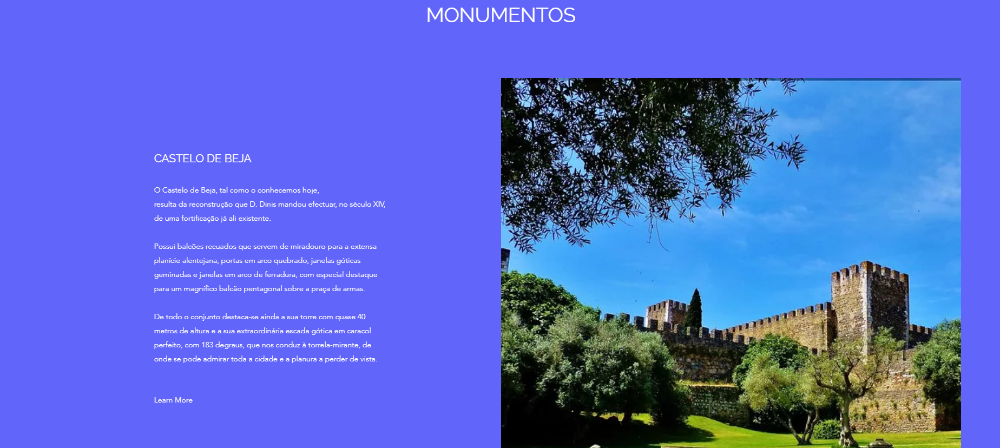 MONUMENTOS
CASTELO DE BEJA
O Castelo de Beja, tal como o conhecemos hoje,
resulta da reconstrução que D. Dinis mandou efectuar, no século XIV,
de uma fortificação já ali existente.
Possui balcões recuados que servem de miradouro para a extensa
planície alentejana, portas em arco quebrado, janelas góticas
geminadas e janelas em arco de ferradura, com especial destaque
para um magnífico balcão pentagonal sobre a praça de armas.
De todo o conjunto destaca-se ainda a sua torre com quase 40
metros de altura e a sua extraordinária escada gótica em caracol
perfeito, com 183 degraus, que nos conduz à torrela-mirante, de
onde se pode admirar toda a cidade e a planura a perder de vista.
Learn More